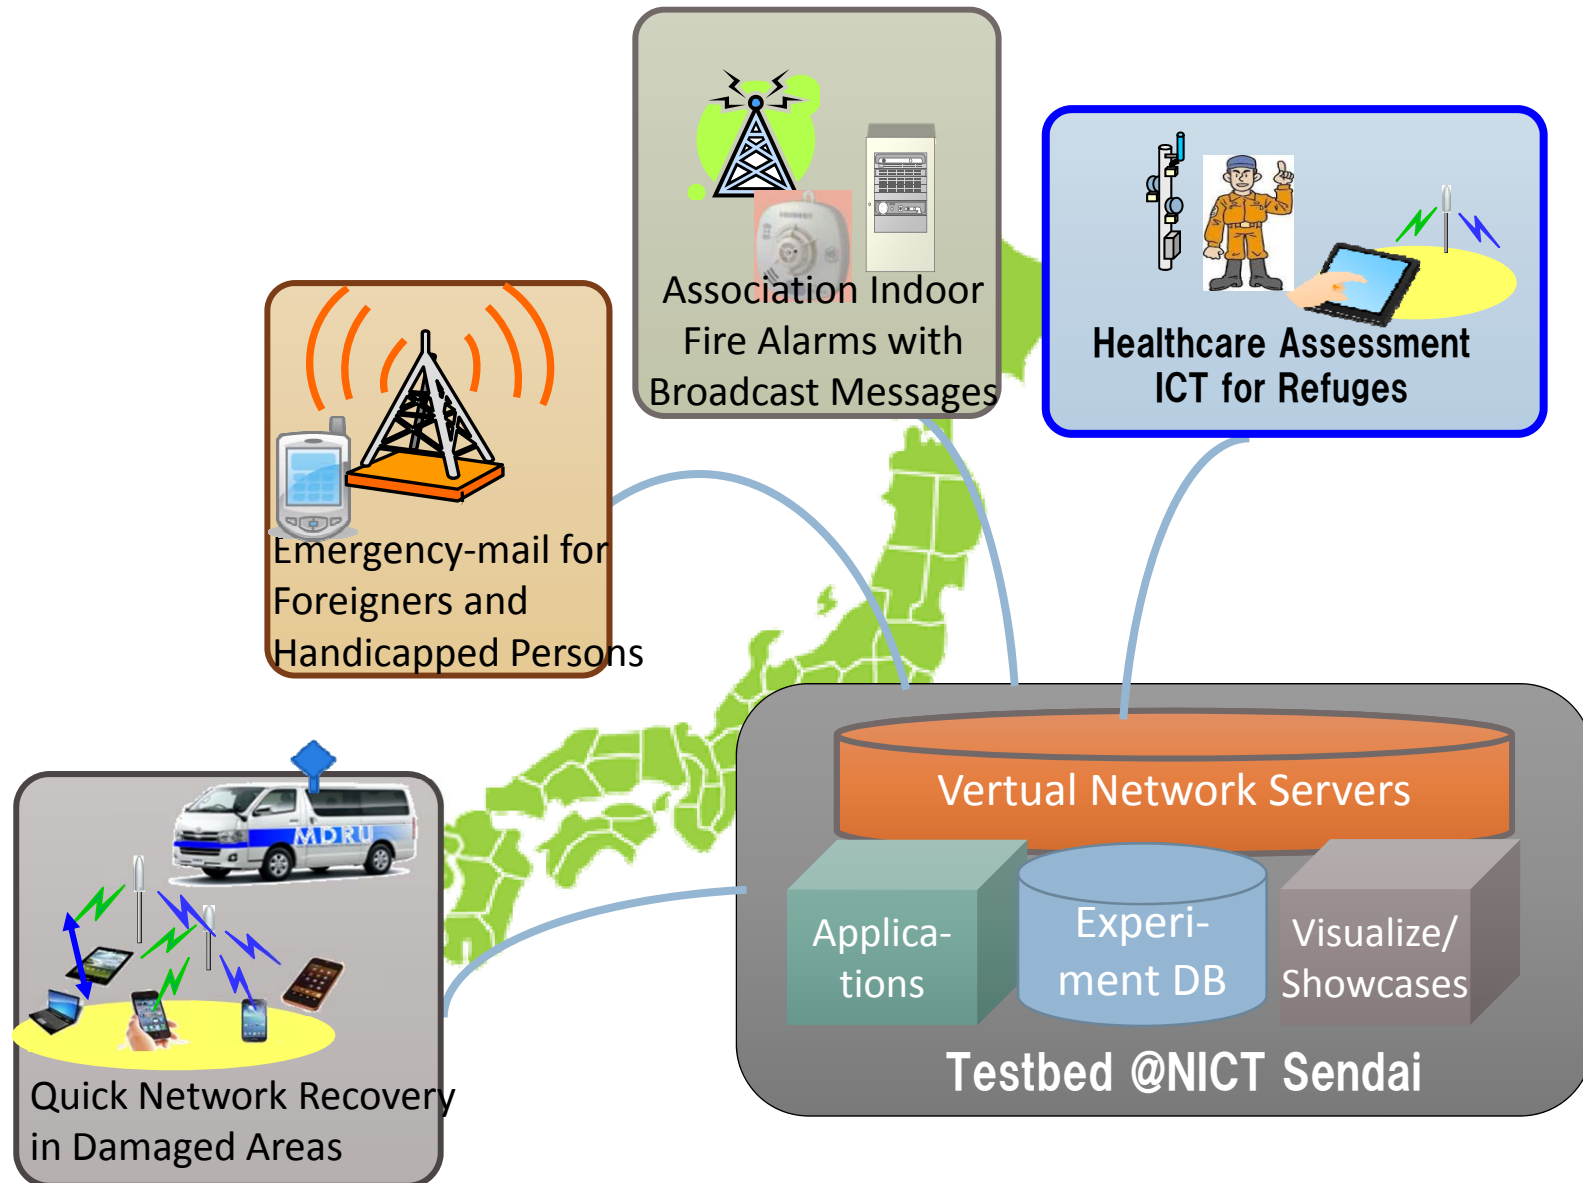 Association Indoor
Fire Alarms with
Broadcast Messages
Healthcare Assessment
ICT for Refuges
Emergency-mail for
Foreigners and
Handicapped Persons
MDRU
Quick Network Recovery
in Damaged Areas
Vertual Network Servers
Applica-
tions
Experi-
ment DB
Visualize/
Showcases
Testbed @NICT Sendai